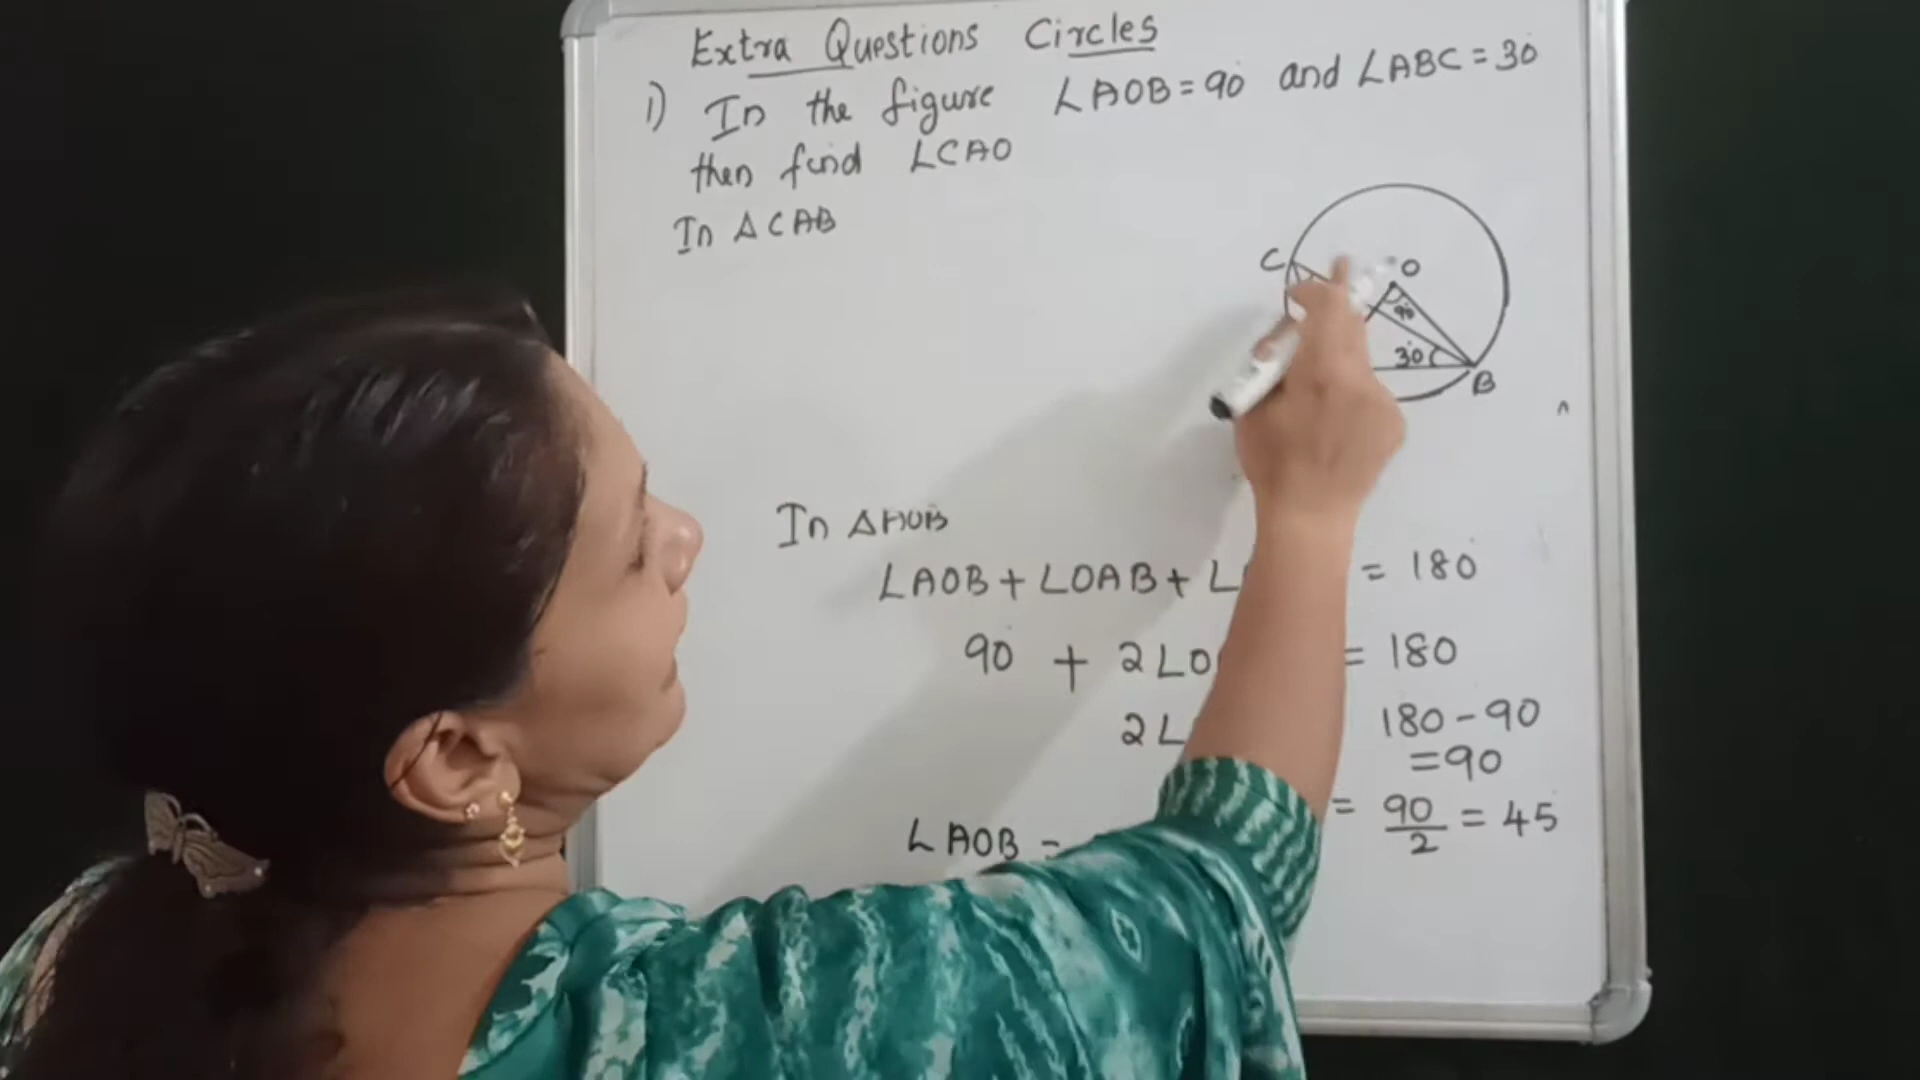 Extra Questions Circles
1) In the figure ∠AOB = 90° and ∠ABC = 30°
then find ∠CAO
In △CAB
C
O
90°
30°
B
In △AOB
∠AOB + ∠OAB + ∠ = 180°
90° + 2∠O = 180
2∠ 180 - 90
= 90
∠AOB = = 90/2 = 45°